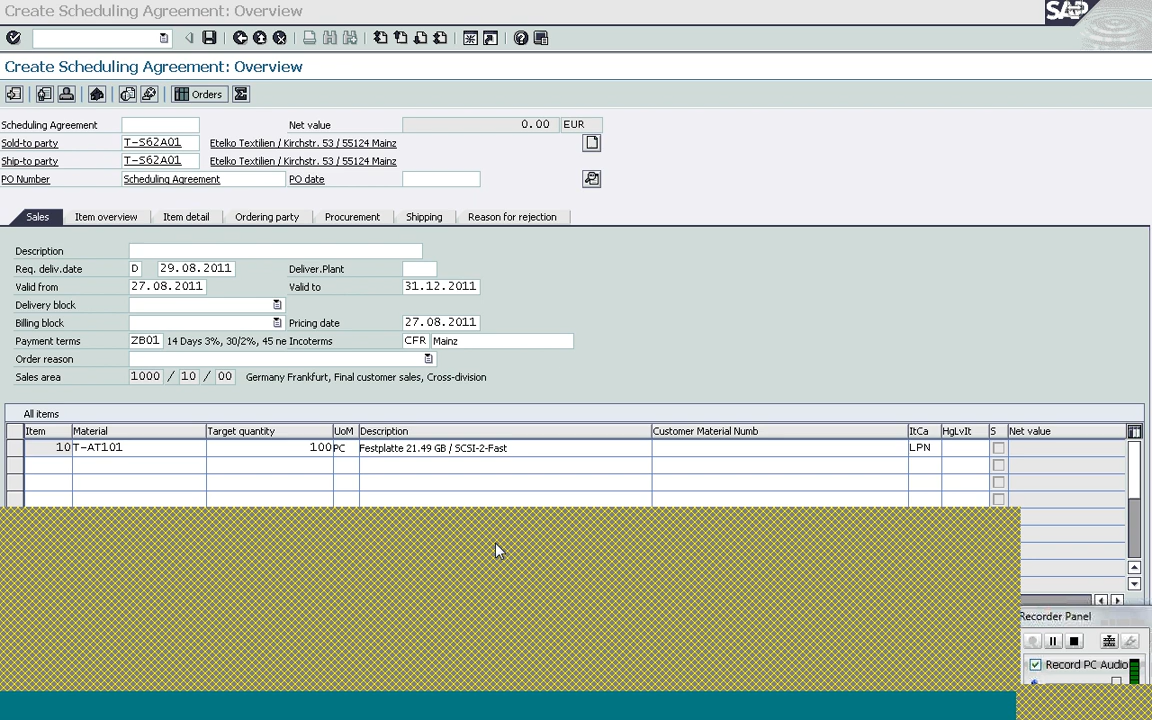 Create Scheduling Agreement: Overview
SAP
Create Scheduling Agreement: Overview
Orders
Scheduling Agreement Net value 0.00 EUR
Sold-to party T-S62A01 Etelko Textilien / Kirchstr. 53 / 55124 Mainz
Ship-to party T-S62A01 Etelko Textilien / Kirchstr. 53 / 55124 Mainz
PO Number Scheduling Agreement PO date
Sales Item overview Item detail Ordering party Procurement Shipping Reason for rejection
Description
Req. deliv.date D 29.08.2011 Deliver.Plant
Valid from 27.08.2011 Valid to 31.12.2011
Delivery block
Billing block Pricing date 27.08.2011
Payment terms ZB01 14 Days 3%, 30/2%, 45 ne Incoterms CFR Mainz
Order reason
Sales area 1000 / 10 / 00 Germany Frankfurt, Final customer sales, Cross-division
All items
Item Material Target quantity UoM Description Customer Material Numb ItCa HgLvIt S Net value
10 T-AT101 100 PC Festplatte 21.49 GB / SCSI-2-Fast LPN
Recorder Panel
Record PC Audio